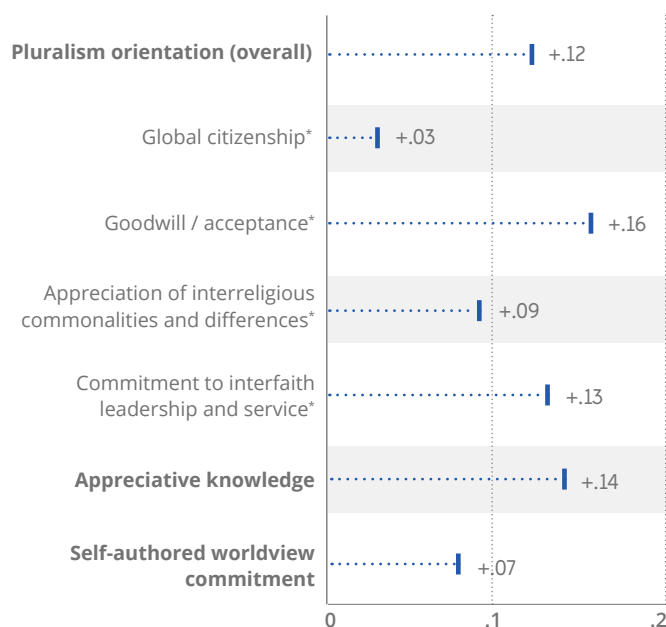 Pluralism orientation (overall)
+.12
Global citizenship*
+.03
Goodwill / acceptance*
+.16
Appreciation of interreligious
commonalities and differences*
+.09
Commitment to interfaith
leadership and service*
+.13
Appreciative knowledge
+.14
Self-authored worldview
commitment
+.07
0 .1 .2